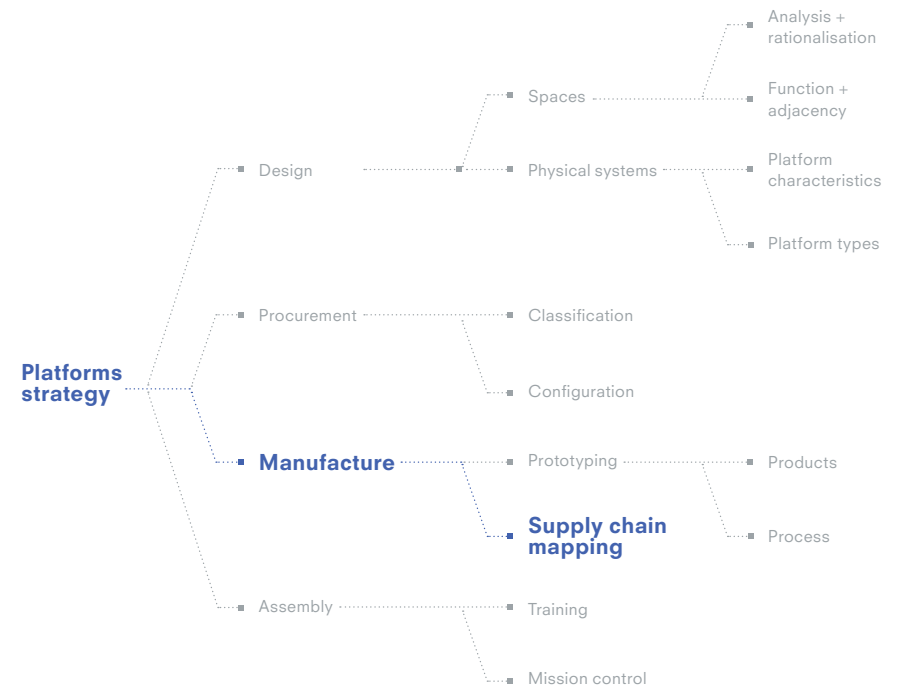 Analysis +
rationalisation
Spaces
Function +
adjacency
Design
Physical systems
Platform
characteristics
Platform types
Procurement
Classification
Platforms
strategy
Configuration
Manufacture
Prototyping
Products
Supply chain
mapping
Process
Assembly
Training
Mission control